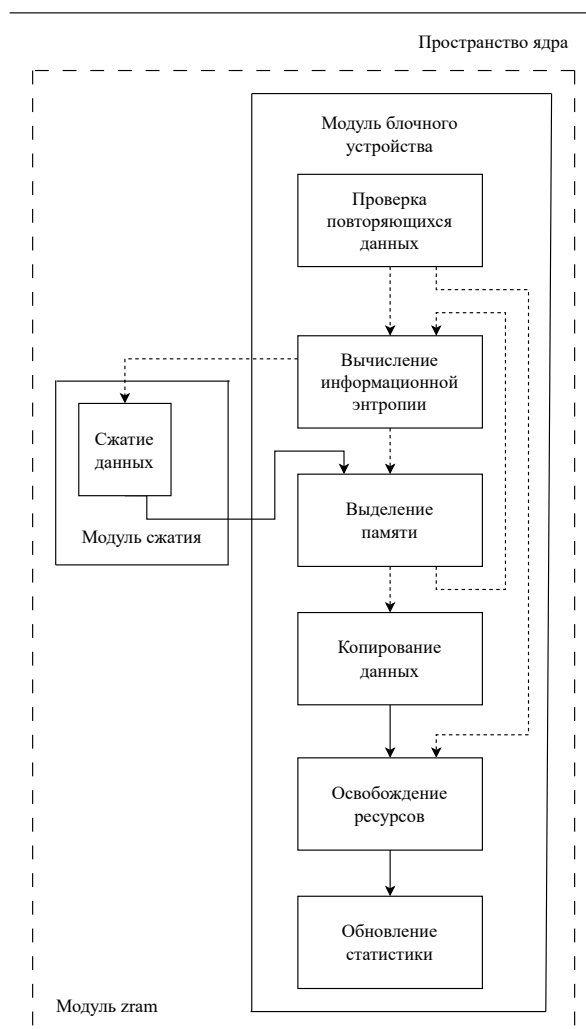 Пространство ядра
Модуль блочного
устройства
Проверка
повторяющихся
данных
Вычисление
информационной
энтропии
Сжатие
данных
Модуль сжатия
Выделение
памяти
Копирование
данных
Освобождение
ресурсов
Обновление
статистики
Модуль zram